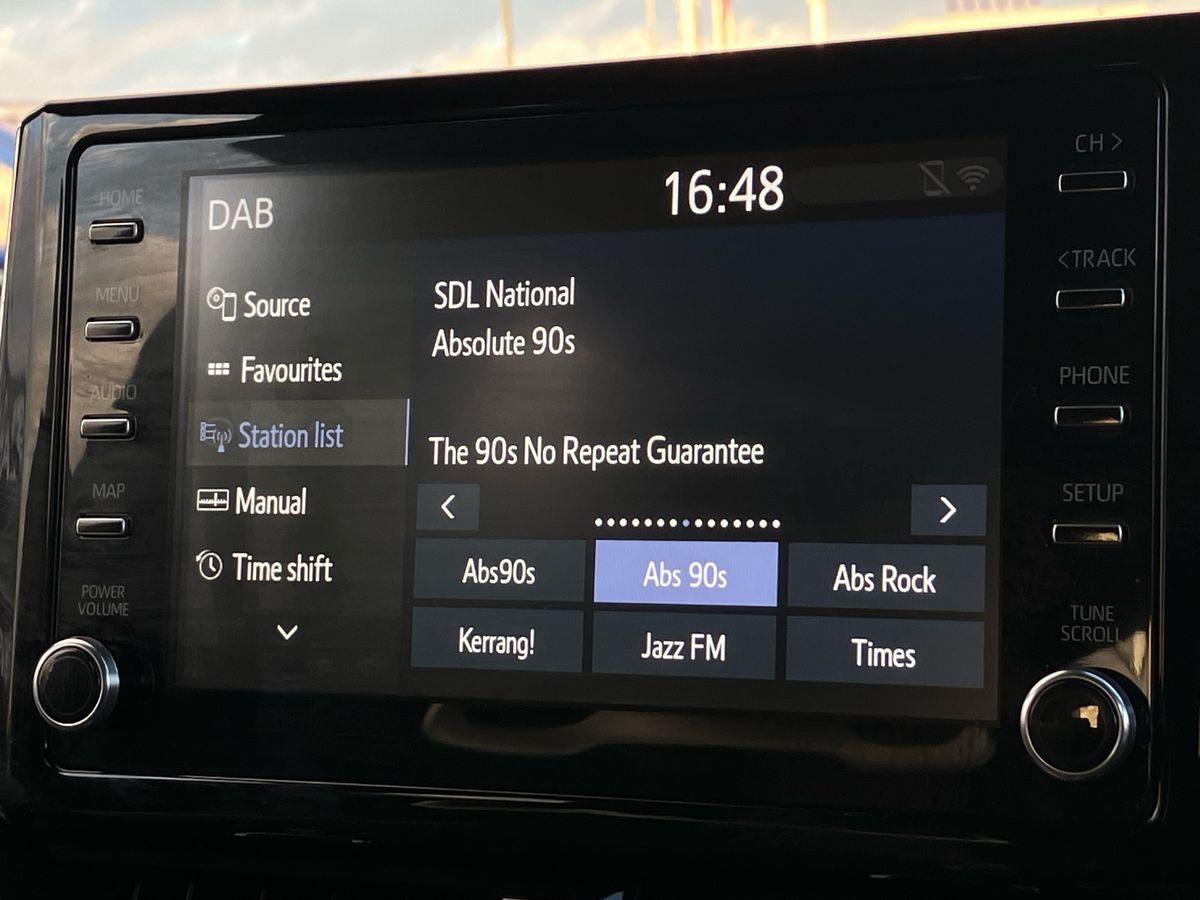 HOME
MENU
AUDIO
MAP
POWER
VOLUME
DAB
16:48
Source
Favourites
Station list
Manual
Time shift
SDL National
Absolute 90s
The 90s No Repeat Guarantee
Abs90s
Abs 90s
Abs Rock
Kerrang!
Jazz FM
Times
CH >
<TRACK
PHONE
SETUP
TUNE
SCROLL